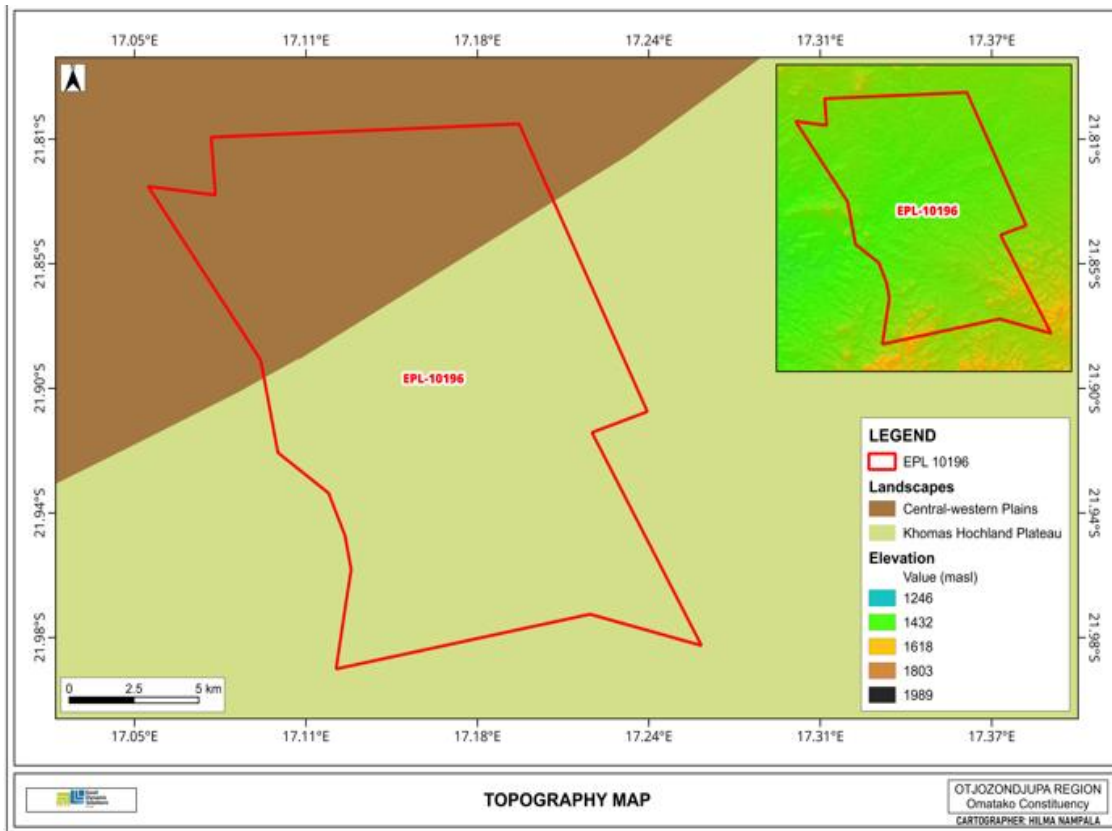 17.05°E 17.11°E 17.18°E 17.24°E 17.31°E 17.37°E
21.81°S 21.81°S
21.85°S 21.85°S
21.90°S 21.90°S
21.94°S 21.94°S
21.98°S 21.98°S
EPL-10196
EPL-10196
LEGEND
EPL 10196
Landscapes
Central-western Plains
Khomas Hochland Plateau
Elevation
Value (masl)
1246
1432
1618
1803
1989
0 2.5 5 km
17.05°E 17.11°E 17.18°E 17.24°E 17.31°E 17.37°E
TOPOGRAPHY MAP
OTJOZONDJUPA REGION
Omatako Constituency
CARTOGRAPHER: HILMA NAMPALA